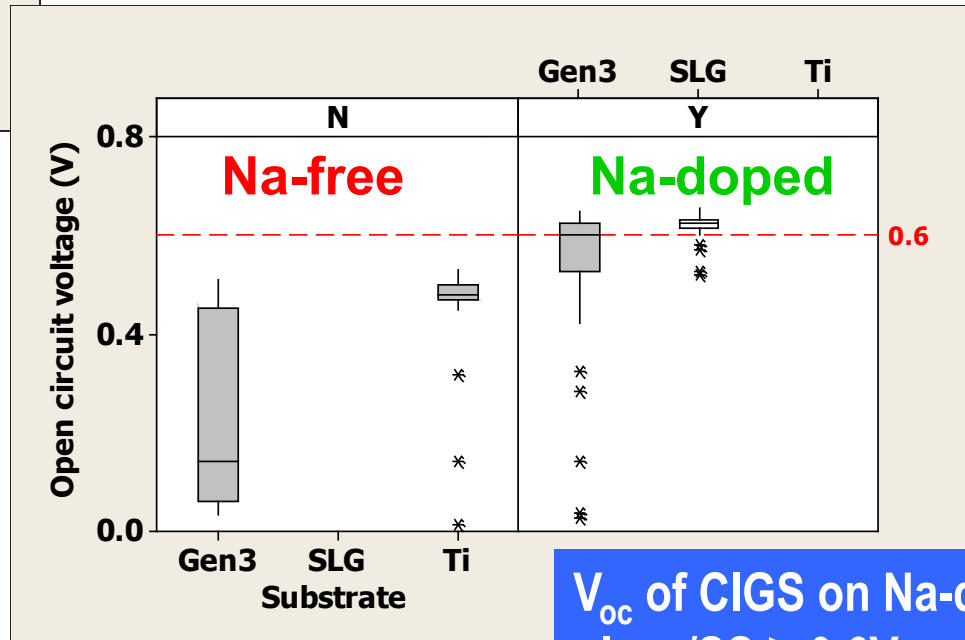 Gen3 SLG Ti
N Y
0.8
Na-free Na-doped
0.6
0.4
0.0
Open circuit voltage (V)
Gen3 SLG Ti
Substrate
Voc of CIGS on Na-